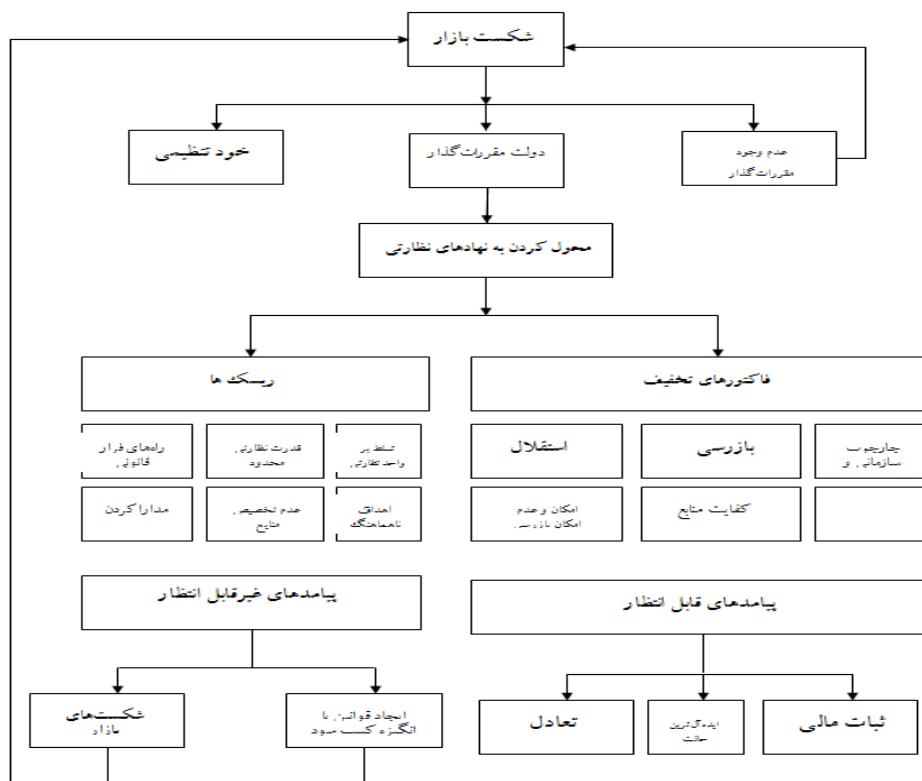 شکست بازار
خود تنظیمی
دولت مقررات‌گذار
عدم وجود
مقررات‌گذار
محول کردن به نهادهای نظارتی
ریسک ها
فاکتورهای تخفیف
راه‌های فرار
قانونی
قدرت نظارتی
محدود
تسلط بر
واحد نظارتی
استقلال
بازرسی
چارچوب
سازمانی و
مدارا کردن
عدم تخصیص
منابع
اهداف
ناهماهنگ
امکان و عدم
امکان بازرسی
کفایت منابع
پیامدهای غیرقابل انتظار
پیامدهای قابل انتظار
شکست‌های
بازار
ایجاد قوانین با
انگیزه کسب سود
تعادل
ایده‌آل‌ترین
حالت
ثبات مالی